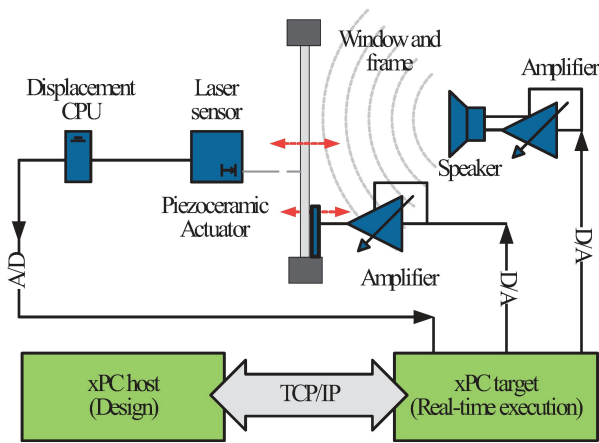 Window and
frame
Amplifier
Displacement
CPU
Laser
sensor
Speaker
Piezoceramic
Actuator
Amplifier
A/D
D/A
D/A
xPC host
(Design)
TCP/IP
xPC target
(Real-time execution)